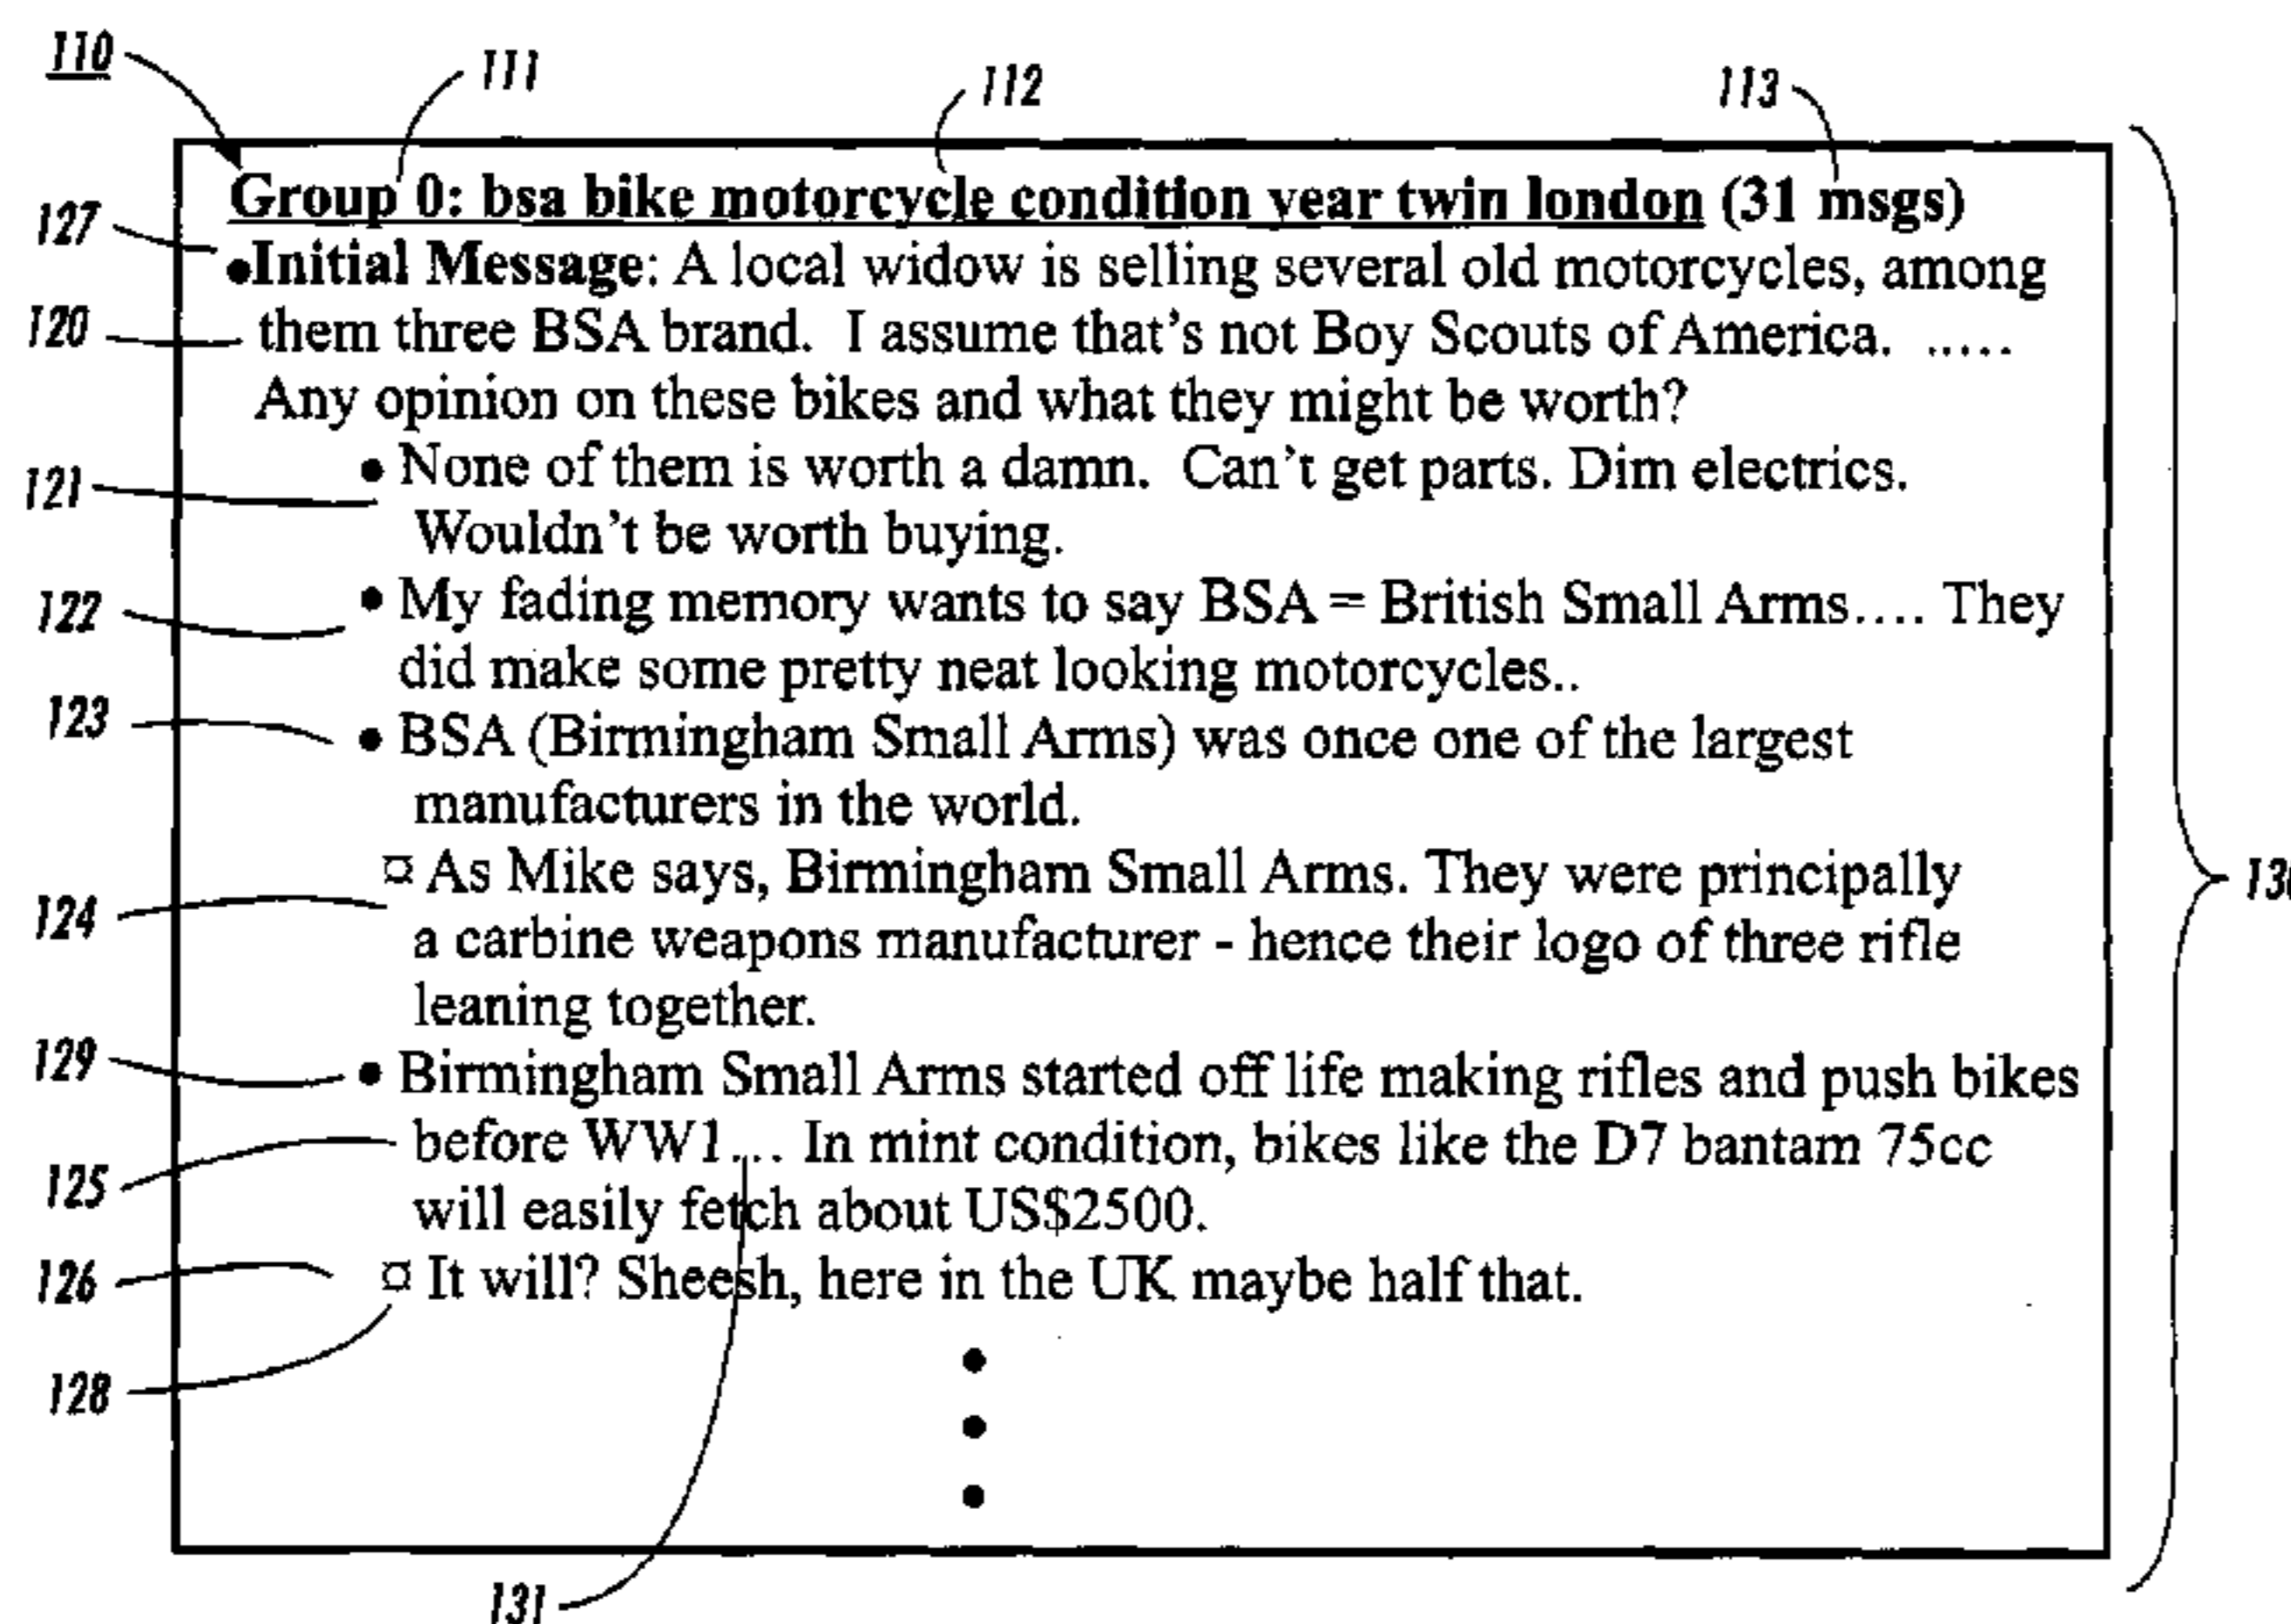 110 111 112 113
Group 0: bsa bike motorcycle condition year twin london (31 msgs)
127 •Initial Message: A local widow is selling several old motorcycles, among
120 them three BSA brand. I assume that's not Boy Scouts of America. .....
Any opinion on these bikes and what they might be worth?
121 • None of them is worth a damn. Can't get parts. Dim electrics.
Wouldn't be worth buying.
122 • My fading memory wants to say BSA = British Small Arms.... They
did make some pretty neat looking motorcycles..
123 • BSA (Birmingham Small Arms) was once one of the largest
manufacturers in the world.
124 ¤ As Mike says, Birmingham Small Arms. They were principally
a carbine weapons manufacturer - hence their logo of three rifle
leaning together.
129 • Birmingham Small Arms started off life making rifles and push bikes
125 before WW1... In mint condition, bikes like the D7 bantam 75cc
will easily fetch about US$2500.
126 ¤ It will? Sheesh, here in the UK maybe half that.
128
131